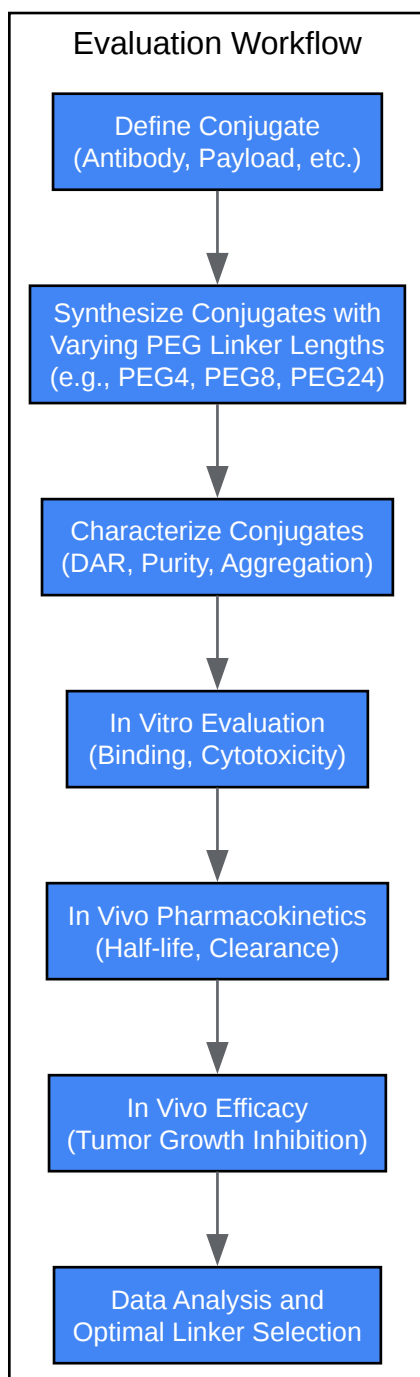 Evaluation Workflow
Define Conjugate
(Antibody, Payload, etc.)
Synthesize Conjugates with
Varying PEG Linker Lengths
(e.g., PEG4, PEG8, PEG24)
Characterize Conjugates
(DAR, Purity, Aggregation)
In Vitro Evaluation
(Binding, Cytotoxicity)
In Vivo Pharmacokinetics
(Half-life, Clearance)
In Vivo Efficacy
(Tumor Growth Inhibition)
Data Analysis and
Optimal Linker Selection